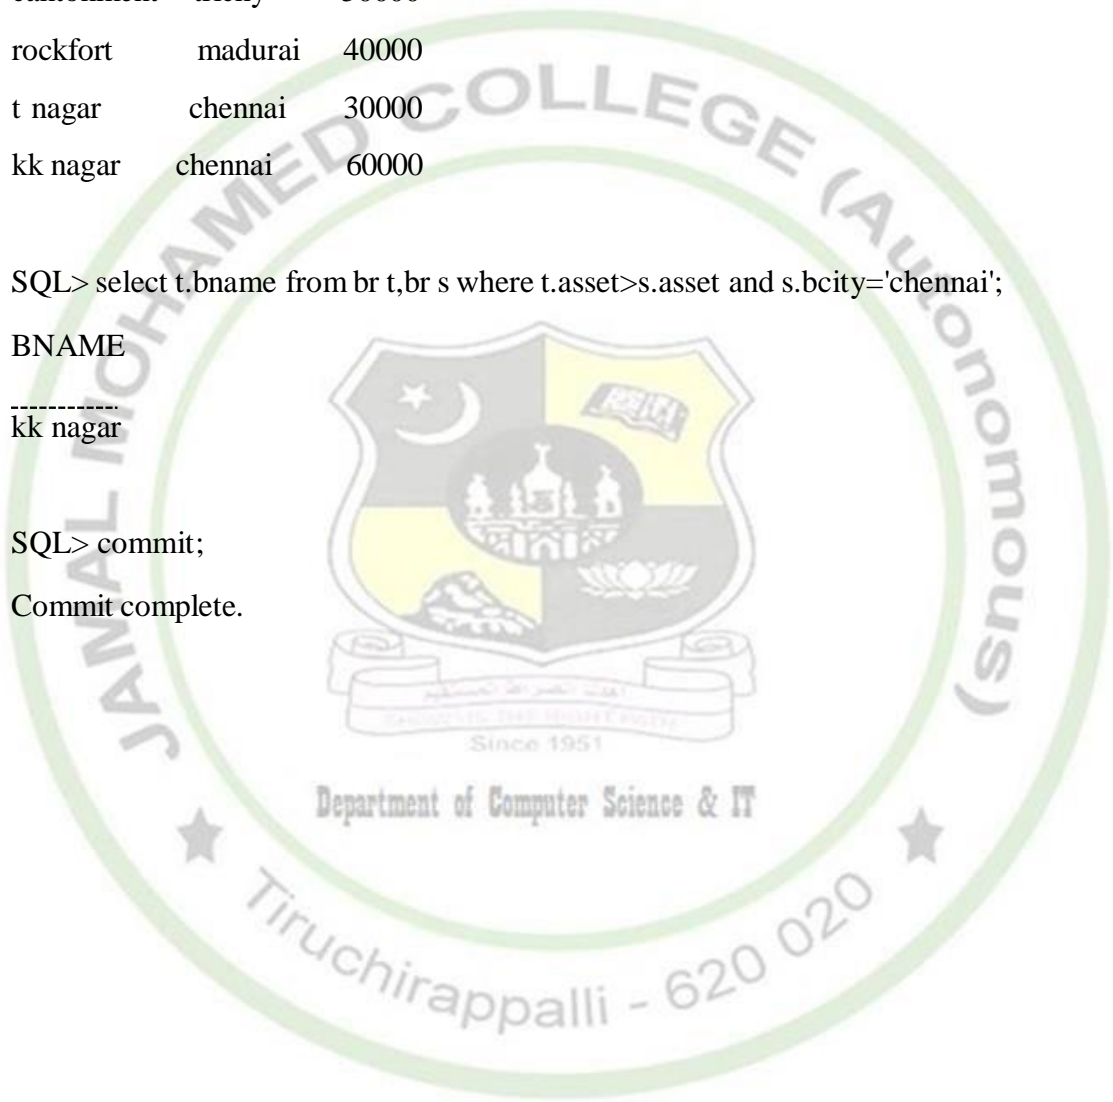 rockfort madurai 40000
t nagar chennai 30000
kk nagar chennai 60000
SQL> select t.bname from br t,br s where t.asset>s.asset and s.bcity='chennai';
BNAME
-----------
kk nagar
SQL> commit;
Commit complete.
JAMAL MOHAMED COLLEGE (Autonomous)
Since 1951
Department of Computer Science & IT
Tiruchirappalli - 620 020